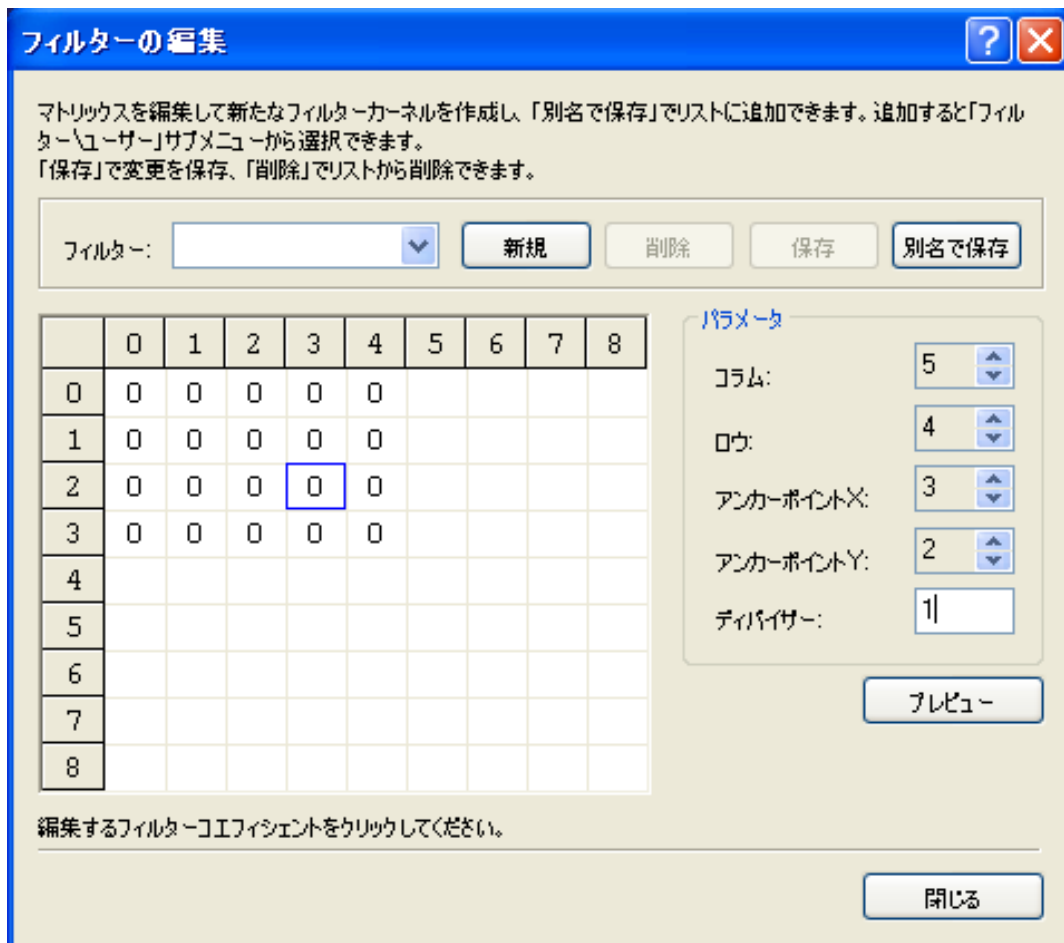 フィルターの編集
マトリックスを編集して新たなフィルターカーネルを作成し、「別名で保存」でリストに追加できます。追加すると「フィル
ター\ユーザー」サブメニューから選択できます。
「保存」で変更を保存、「削除」でリストから削除できます。
フィルター: 新規 削除 保存 別名で保存
0 1 2 3 4 5 6 7 8
0 0 0 0 0 0
1 0 0 0 0 0
2 0 0 0 0 0
3 0 0 0 0 0
4
5
6
7
8
パラメータ
コラム: 5
ロウ: 4
アンカーポイントX: 3
アンカーポイントY: 2
ディバイザー: 1
プレビュー
編集するフィルターコエフィシェントをクリックしてください。
閉じる